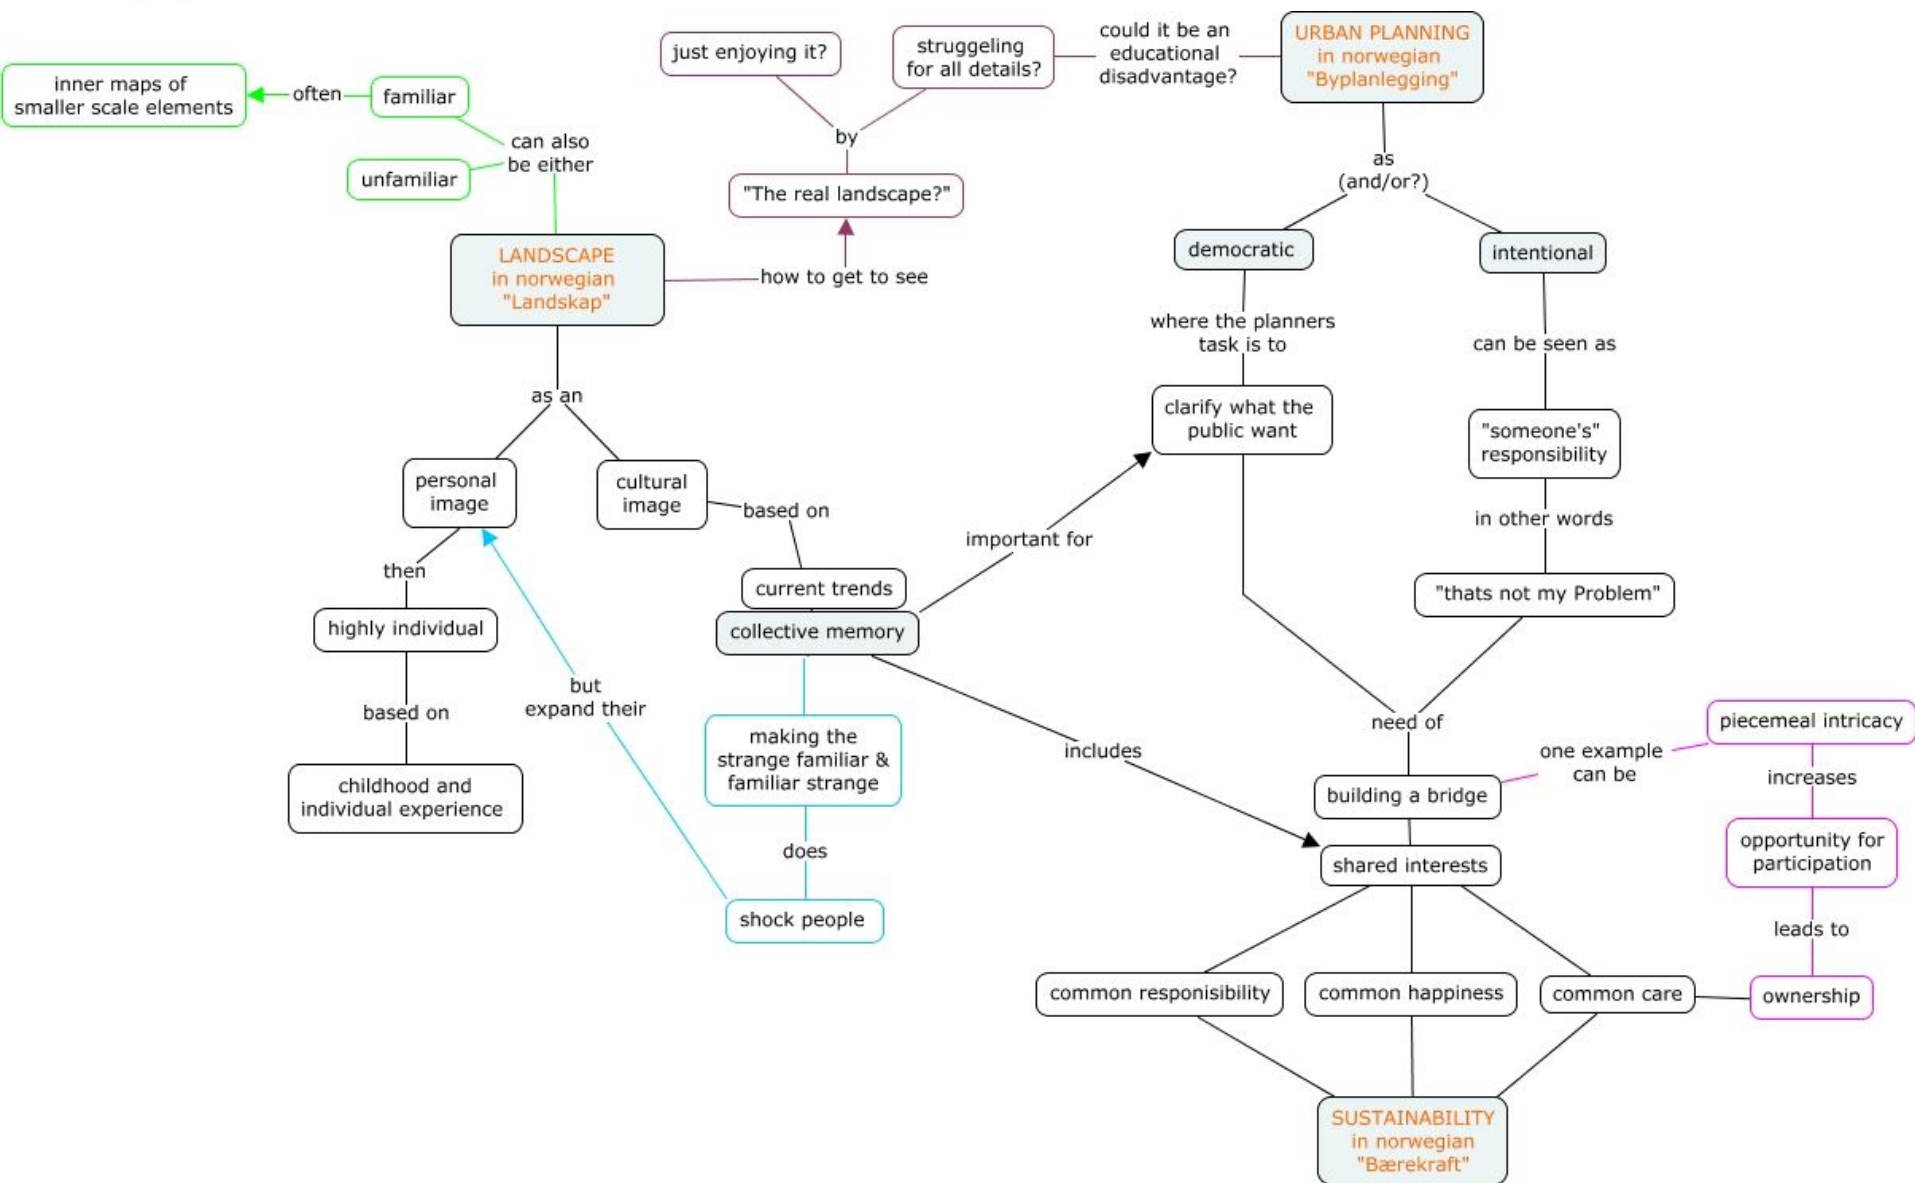 URBAN PLANNING
in norwegian
"Byplanlegging"
could it be an
educational
disadvantage?
struggeling
for all details?
just enjoying it?
by
"The real landscape?"
how to get to see
inner maps of
smaller scale elements
often
familiar
can also
be either
unfamiliar
LANDSCAPE
in norwegian
"Landskap"
as an
personal
image
cultural
image
then
highly individual
based on
childhood and
individual experience
based on
current trends
collective memory
making the
strange familiar &
familiar strange
does
shock people
but
expand their
important for
includes
as
(and/or?)
democratic
intentional
where the planners
task is to
clarify what the
public want
can be seen as
"someone's"
responsibility
in other words
"thats not my Problem"
need of
building a bridge
one example
can be
piecemeal intricacy
increases
opportunity for
participation
leads to
ownership
shared interests
common responisibility
common happiness
common care
SUSTAINABILITY
in norwegian
"Bærekraft"